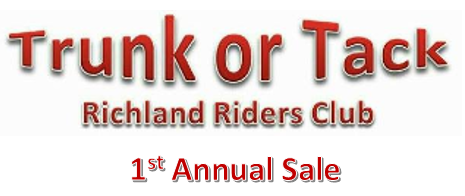 Trunk or Tack
Richland Riders Club
1st Annual Sale